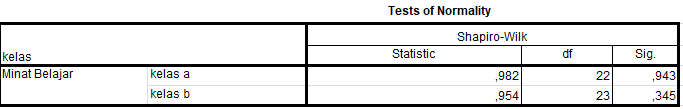 Tests of Normality
Shapiro-Wilk
kelas Statistic df Sig.
Minat Belajar kelas a ,982 22 ,943
kelas b ,954 23 ,345